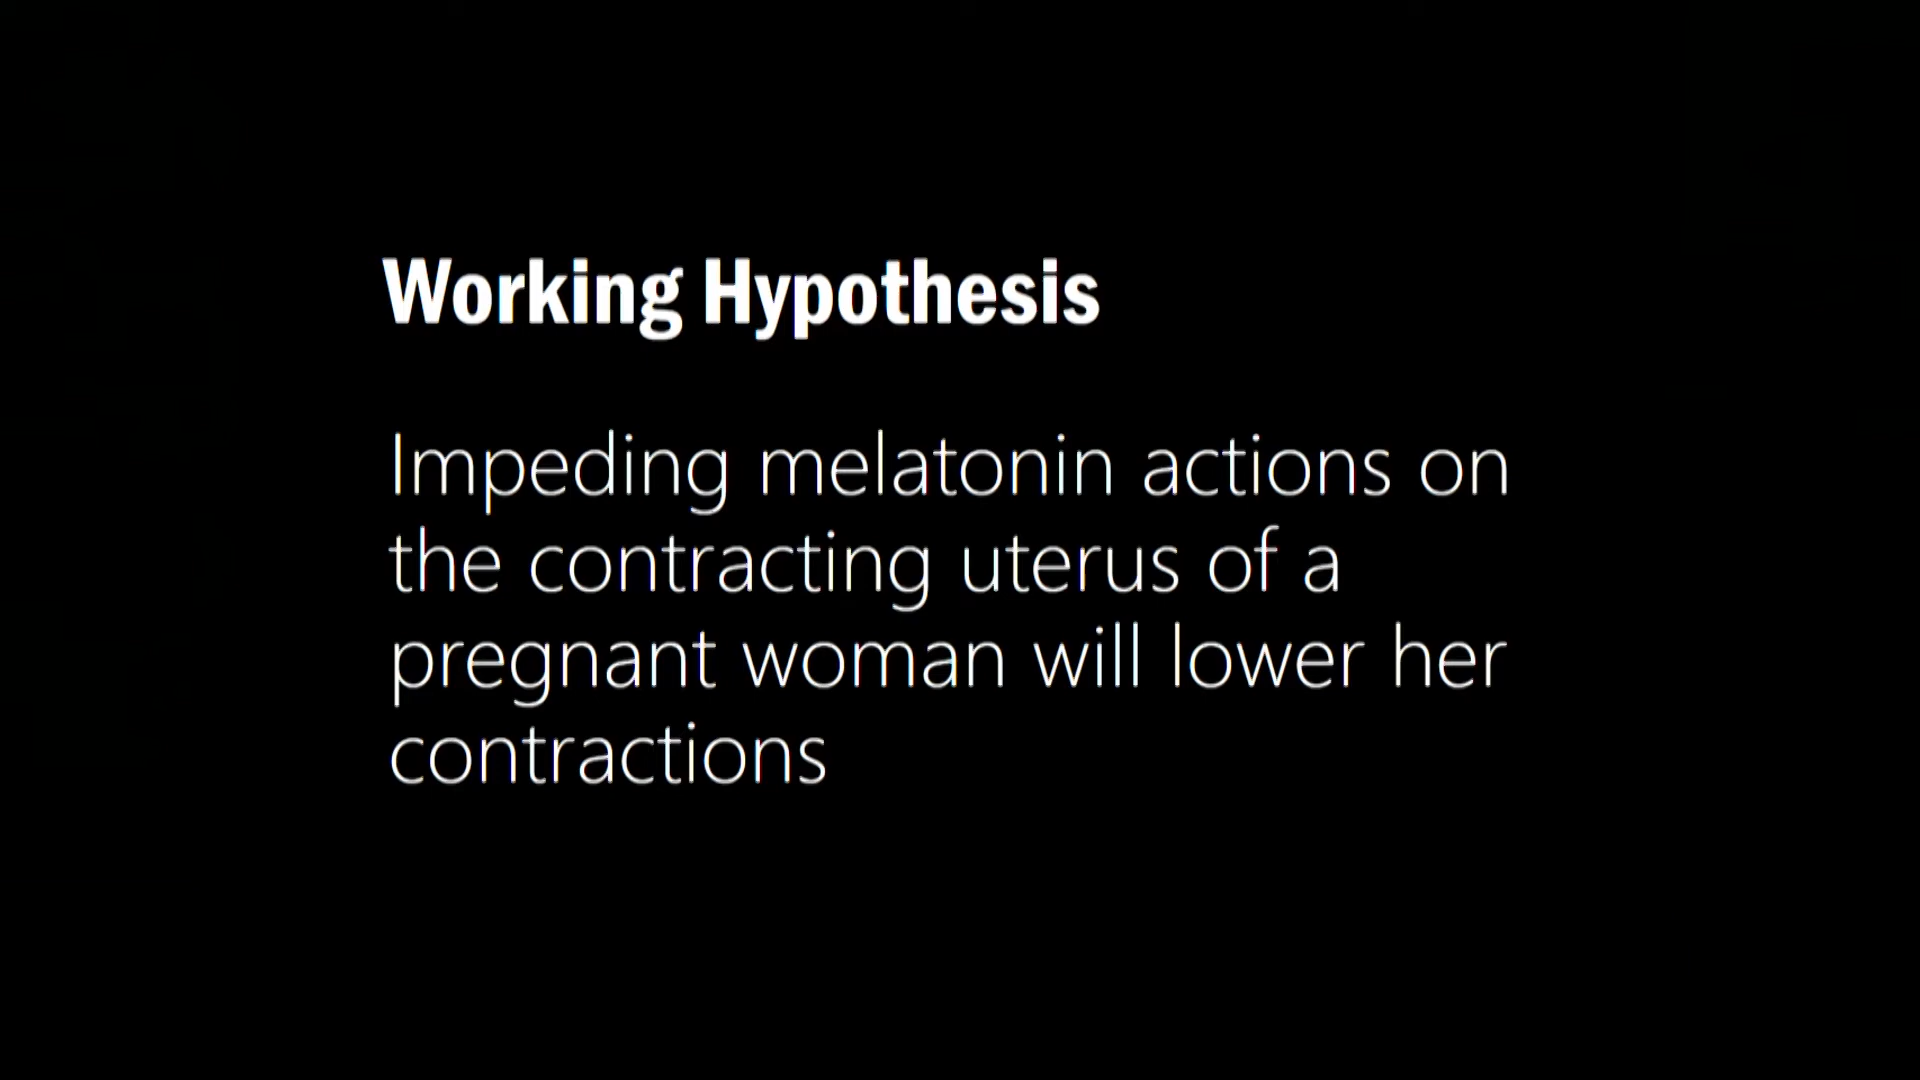 Working Hypothesis
Impeding melatonin actions on
the contracting uterus of a
pregnant woman will lower her
contractions